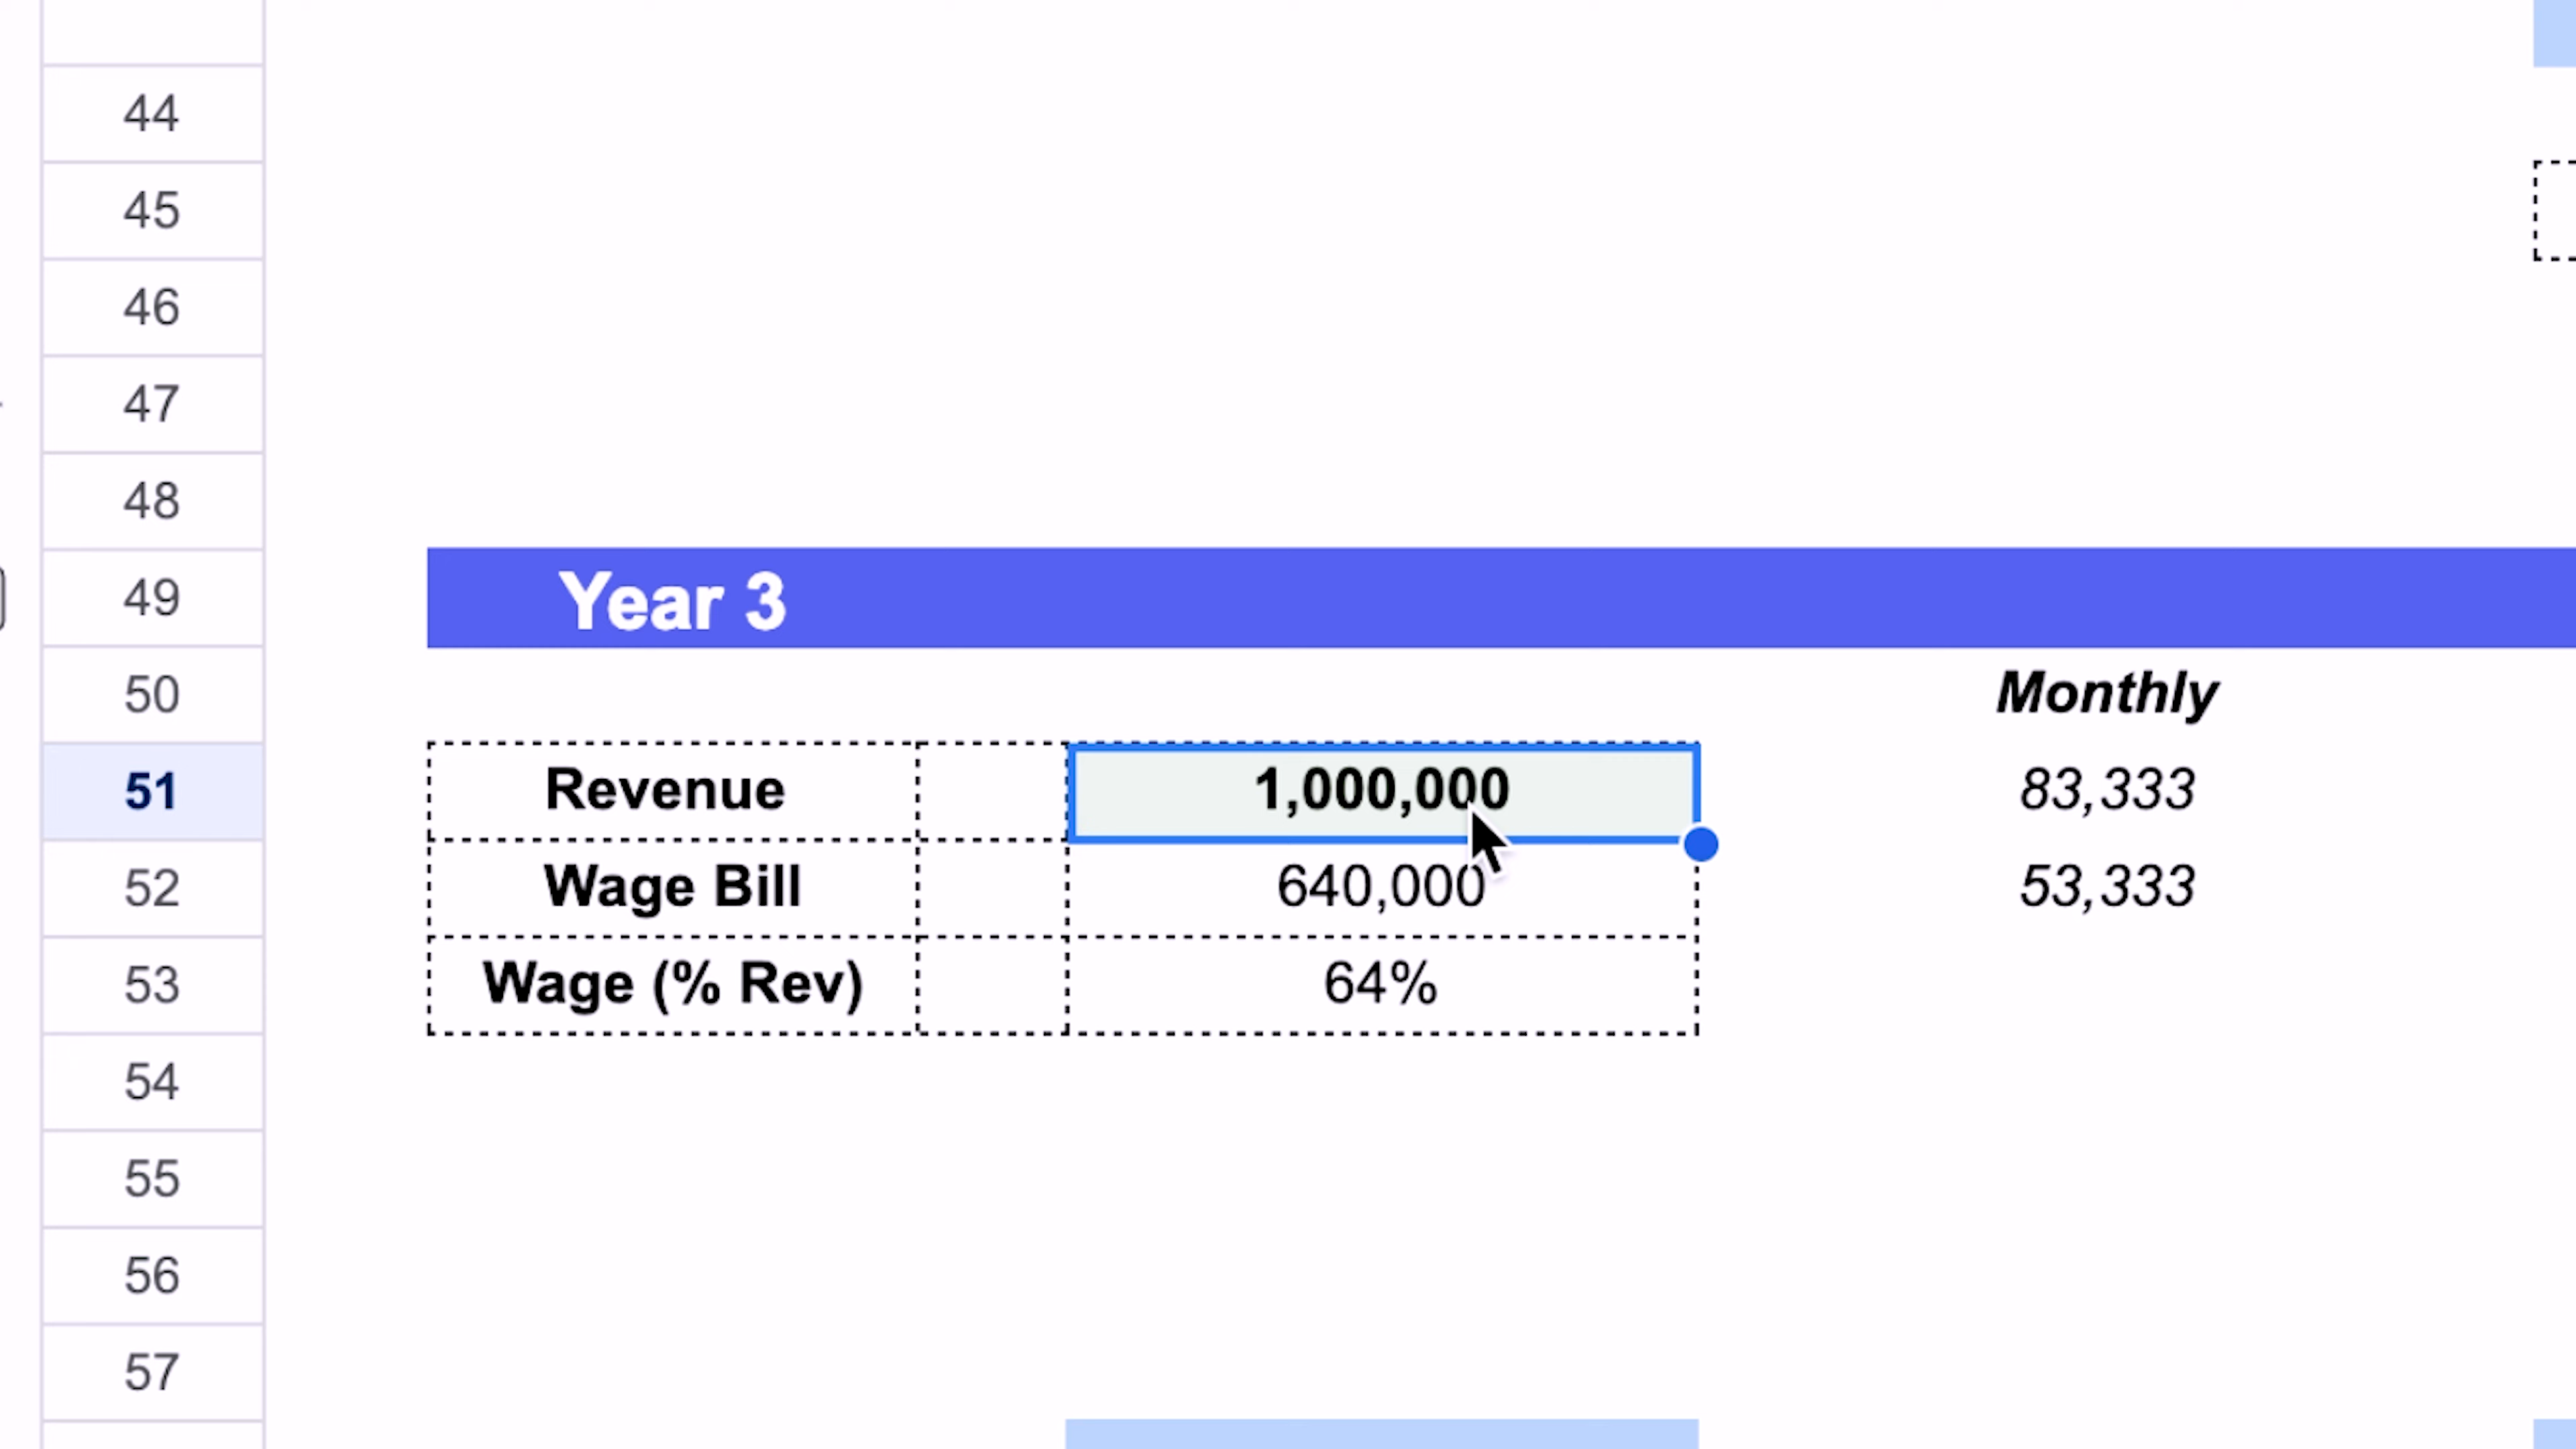 44
45
46
47
48
49 Year 3
50 Monthly
51 Revenue 1,000,000 83,333
52 Wage Bill 640,000 53,333
53 Wage (% Rev) 64%
54
55
56
57